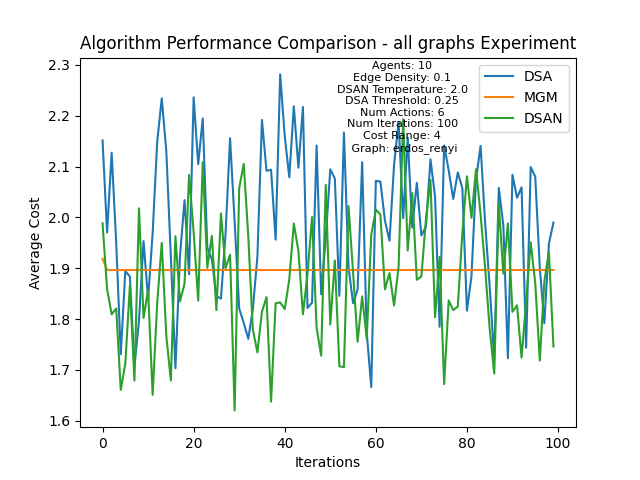 Algorithm Performance Comparison - all graphs Experiment
Agents: 10
Edge Density: 0.1
DSAN Temperature: 2.0
DSA Threshold: 0.25
Num Actions: 6
Num Iterations: 100
Cost Range: 4
Graph: erdos_renyi
DSA
MGM
DSAN
Average Cost
2.3
2.2
2.1
2.0
1.9
1.8
1.7
1.6
0 20 40 60 80 100
Iterations